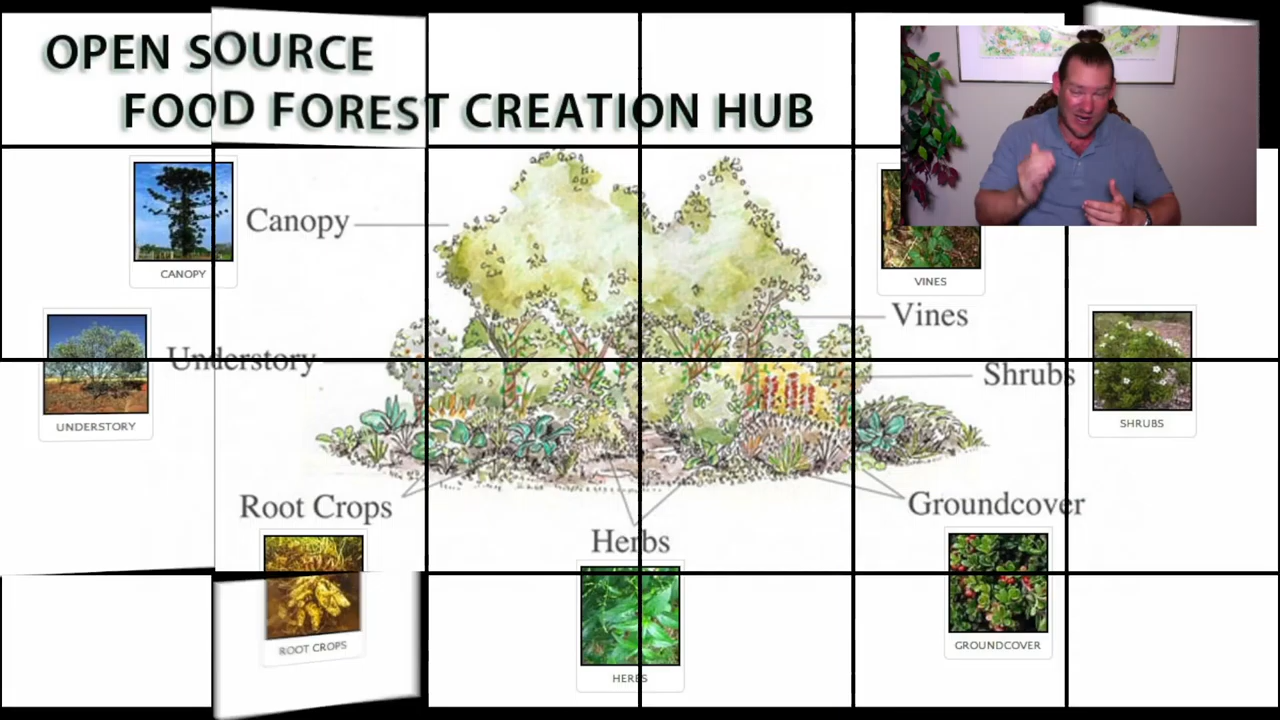 OPEN SOURCE
FOOD FOREST CREATION HUB
Canopy
CANOPY
VINES
Vines
Understory
Shrubs
UNDERSTORY
SHRUBS
Root Crops
Groundcover
Herbs
ROOT CROPS
GROUNDCOVER
HERBS